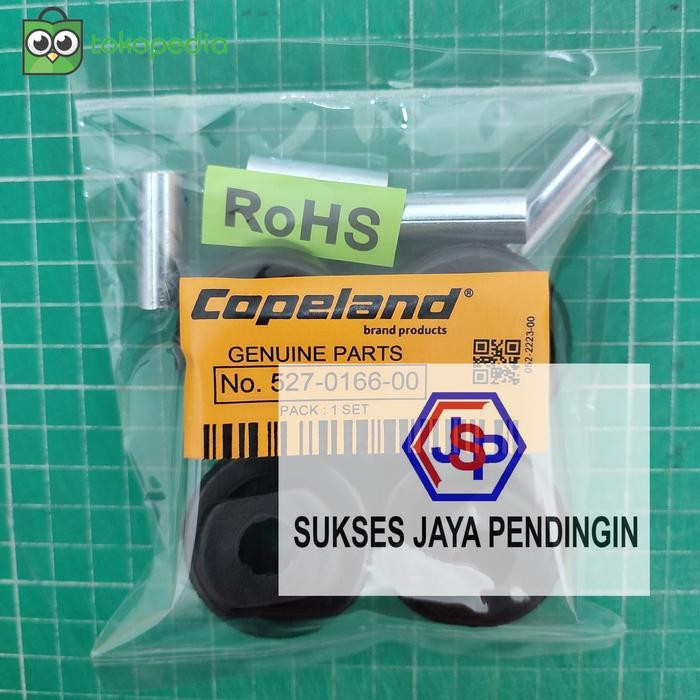 tokopedia
RoHS
Copeland®
brand products
GENUINE PARTS
No. 527-0166-00
PACK : 1 SET
052-2223-00
JSP
SUKSES JAYA PENDINGIN